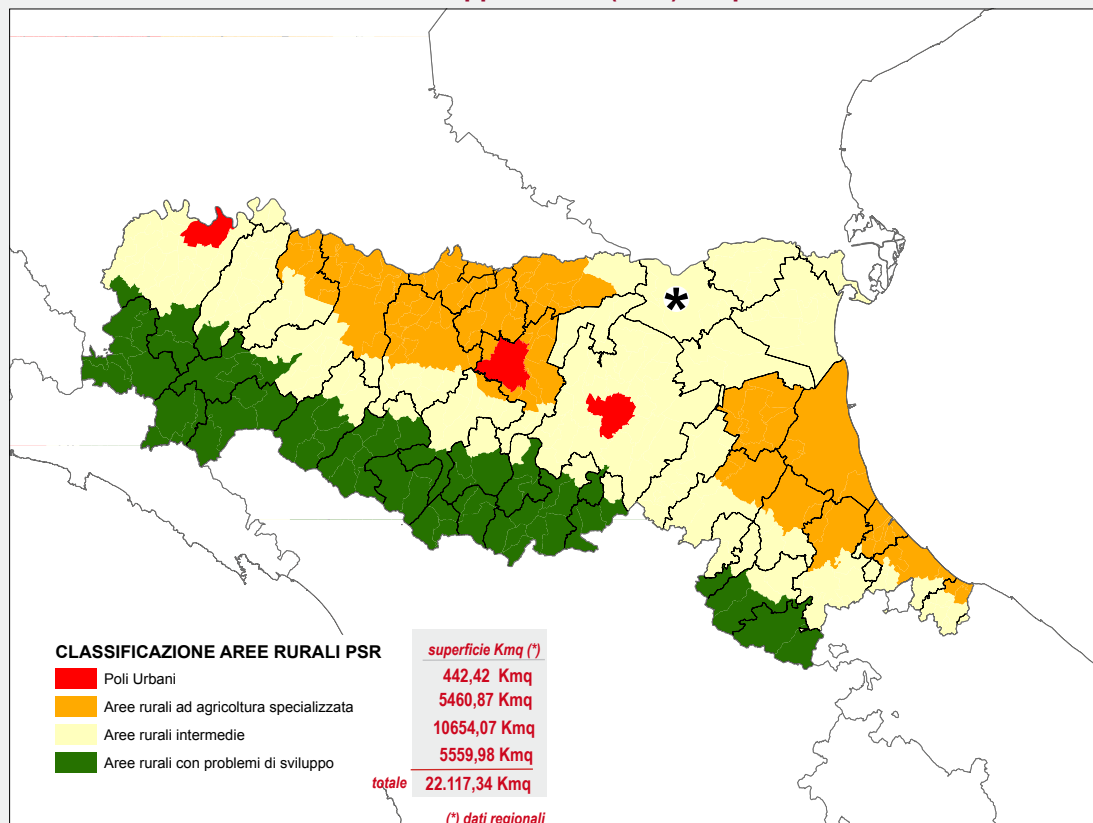 CLASSIFICAZIONE AREE RURALI PSR
superficie Kmq (*)
Poli Urbani
442,42 Kmq
Aree rurali ad agricoltura specializzata
5460,87 Kmq
Aree rurali intermedie
10654,07 Kmq
Aree rurali con problemi di sviluppo
5559,98 Kmq
totale 22.117,34 Kmq
(*) dati regionali
*